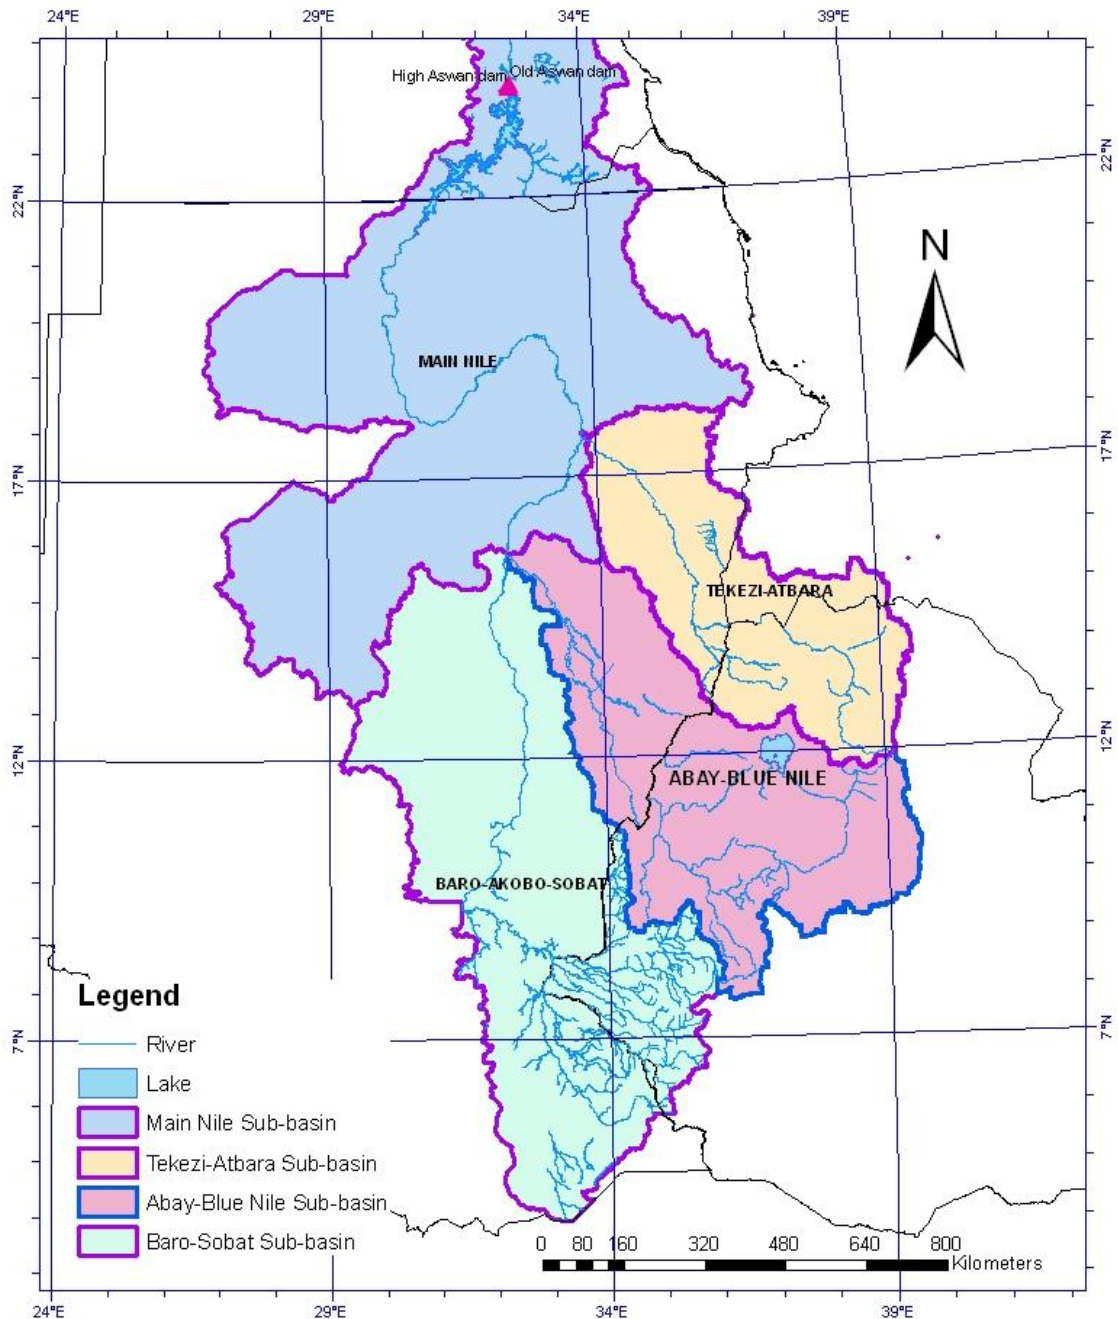 24°E 29°E 34°E 39°E
High Aswan dam Old Aswan dam
22°N 22°N
N
MAIN NILE
17°N 17°N
TEKEZI-ATBARA
12°N 12°N
ABAY-BLUE NILE
BARO-AKOBO-SOBAT
Legend
7°N 7°N
River
Lake
Main Nile Sub-basin
Tekezi-Atbara Sub-basin
Abay-Blue Nile Sub-basin
Baro-Sobat Sub-basin
0 80 160 320 480 640 800
Kilometers
24°E 29°E 34°E 39°E